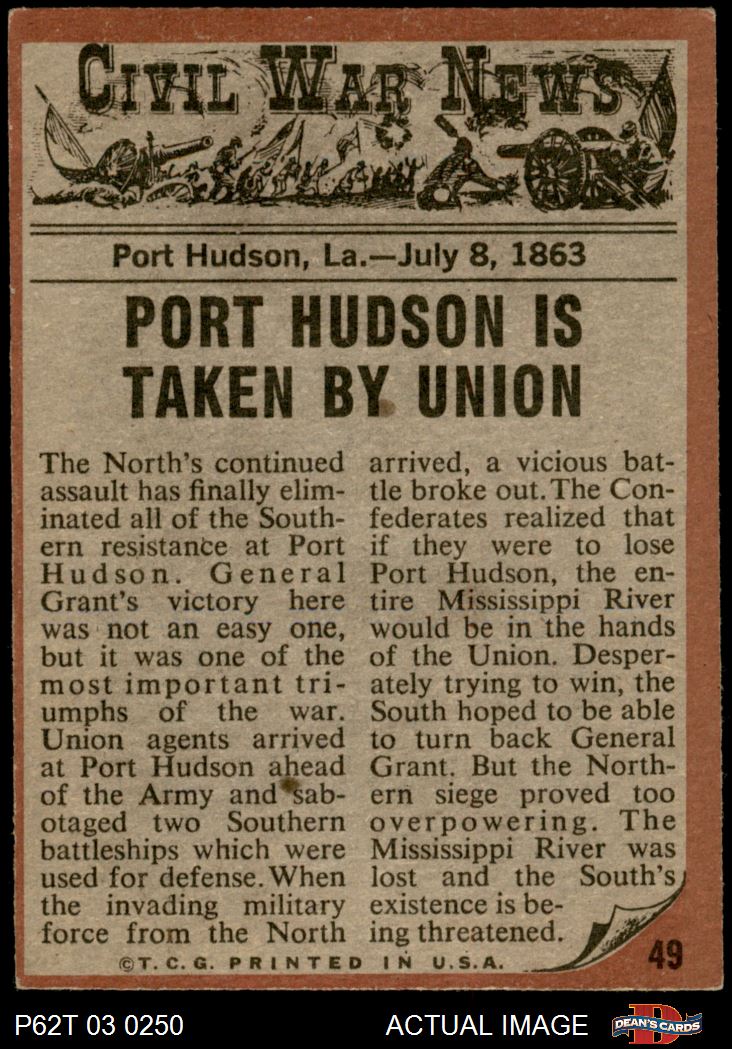 CIVIL WAR NEWS
Port Hudson, La.—July 8, 1863
PORT HUDSON IS
TAKEN BY UNION
The North's continued
assault has finally elim-
inated all of the South-
ern resistance at Port
Hudson. General
Grant's victory here
was not an easy one,
but it was one of the
most important tri-
umphs of the war.
Union agents arrived
at Port Hudson ahead
of the Army and sab-
otaged two Southern
battleships which were
used for defense. When
the invading military
force from the North
arrived, a vicious bat-
tle broke out. The Con-
federates realized that
if they were to lose
Port Hudson, the en-
tire Mississippi River
would be in the hands
of the Union. Desper-
ately trying to win, the
South hoped to be able
to turn back General
Grant. But the North-
ern siege proved too
overpowering. The
Mississippi River was
lost and the South's
existence is be-
ing threatened.
49
©T.C.G. PRINTED IN U.S.A.
P62T 03 0250
ACTUAL IMAGE
D
DEAN'S CARDS